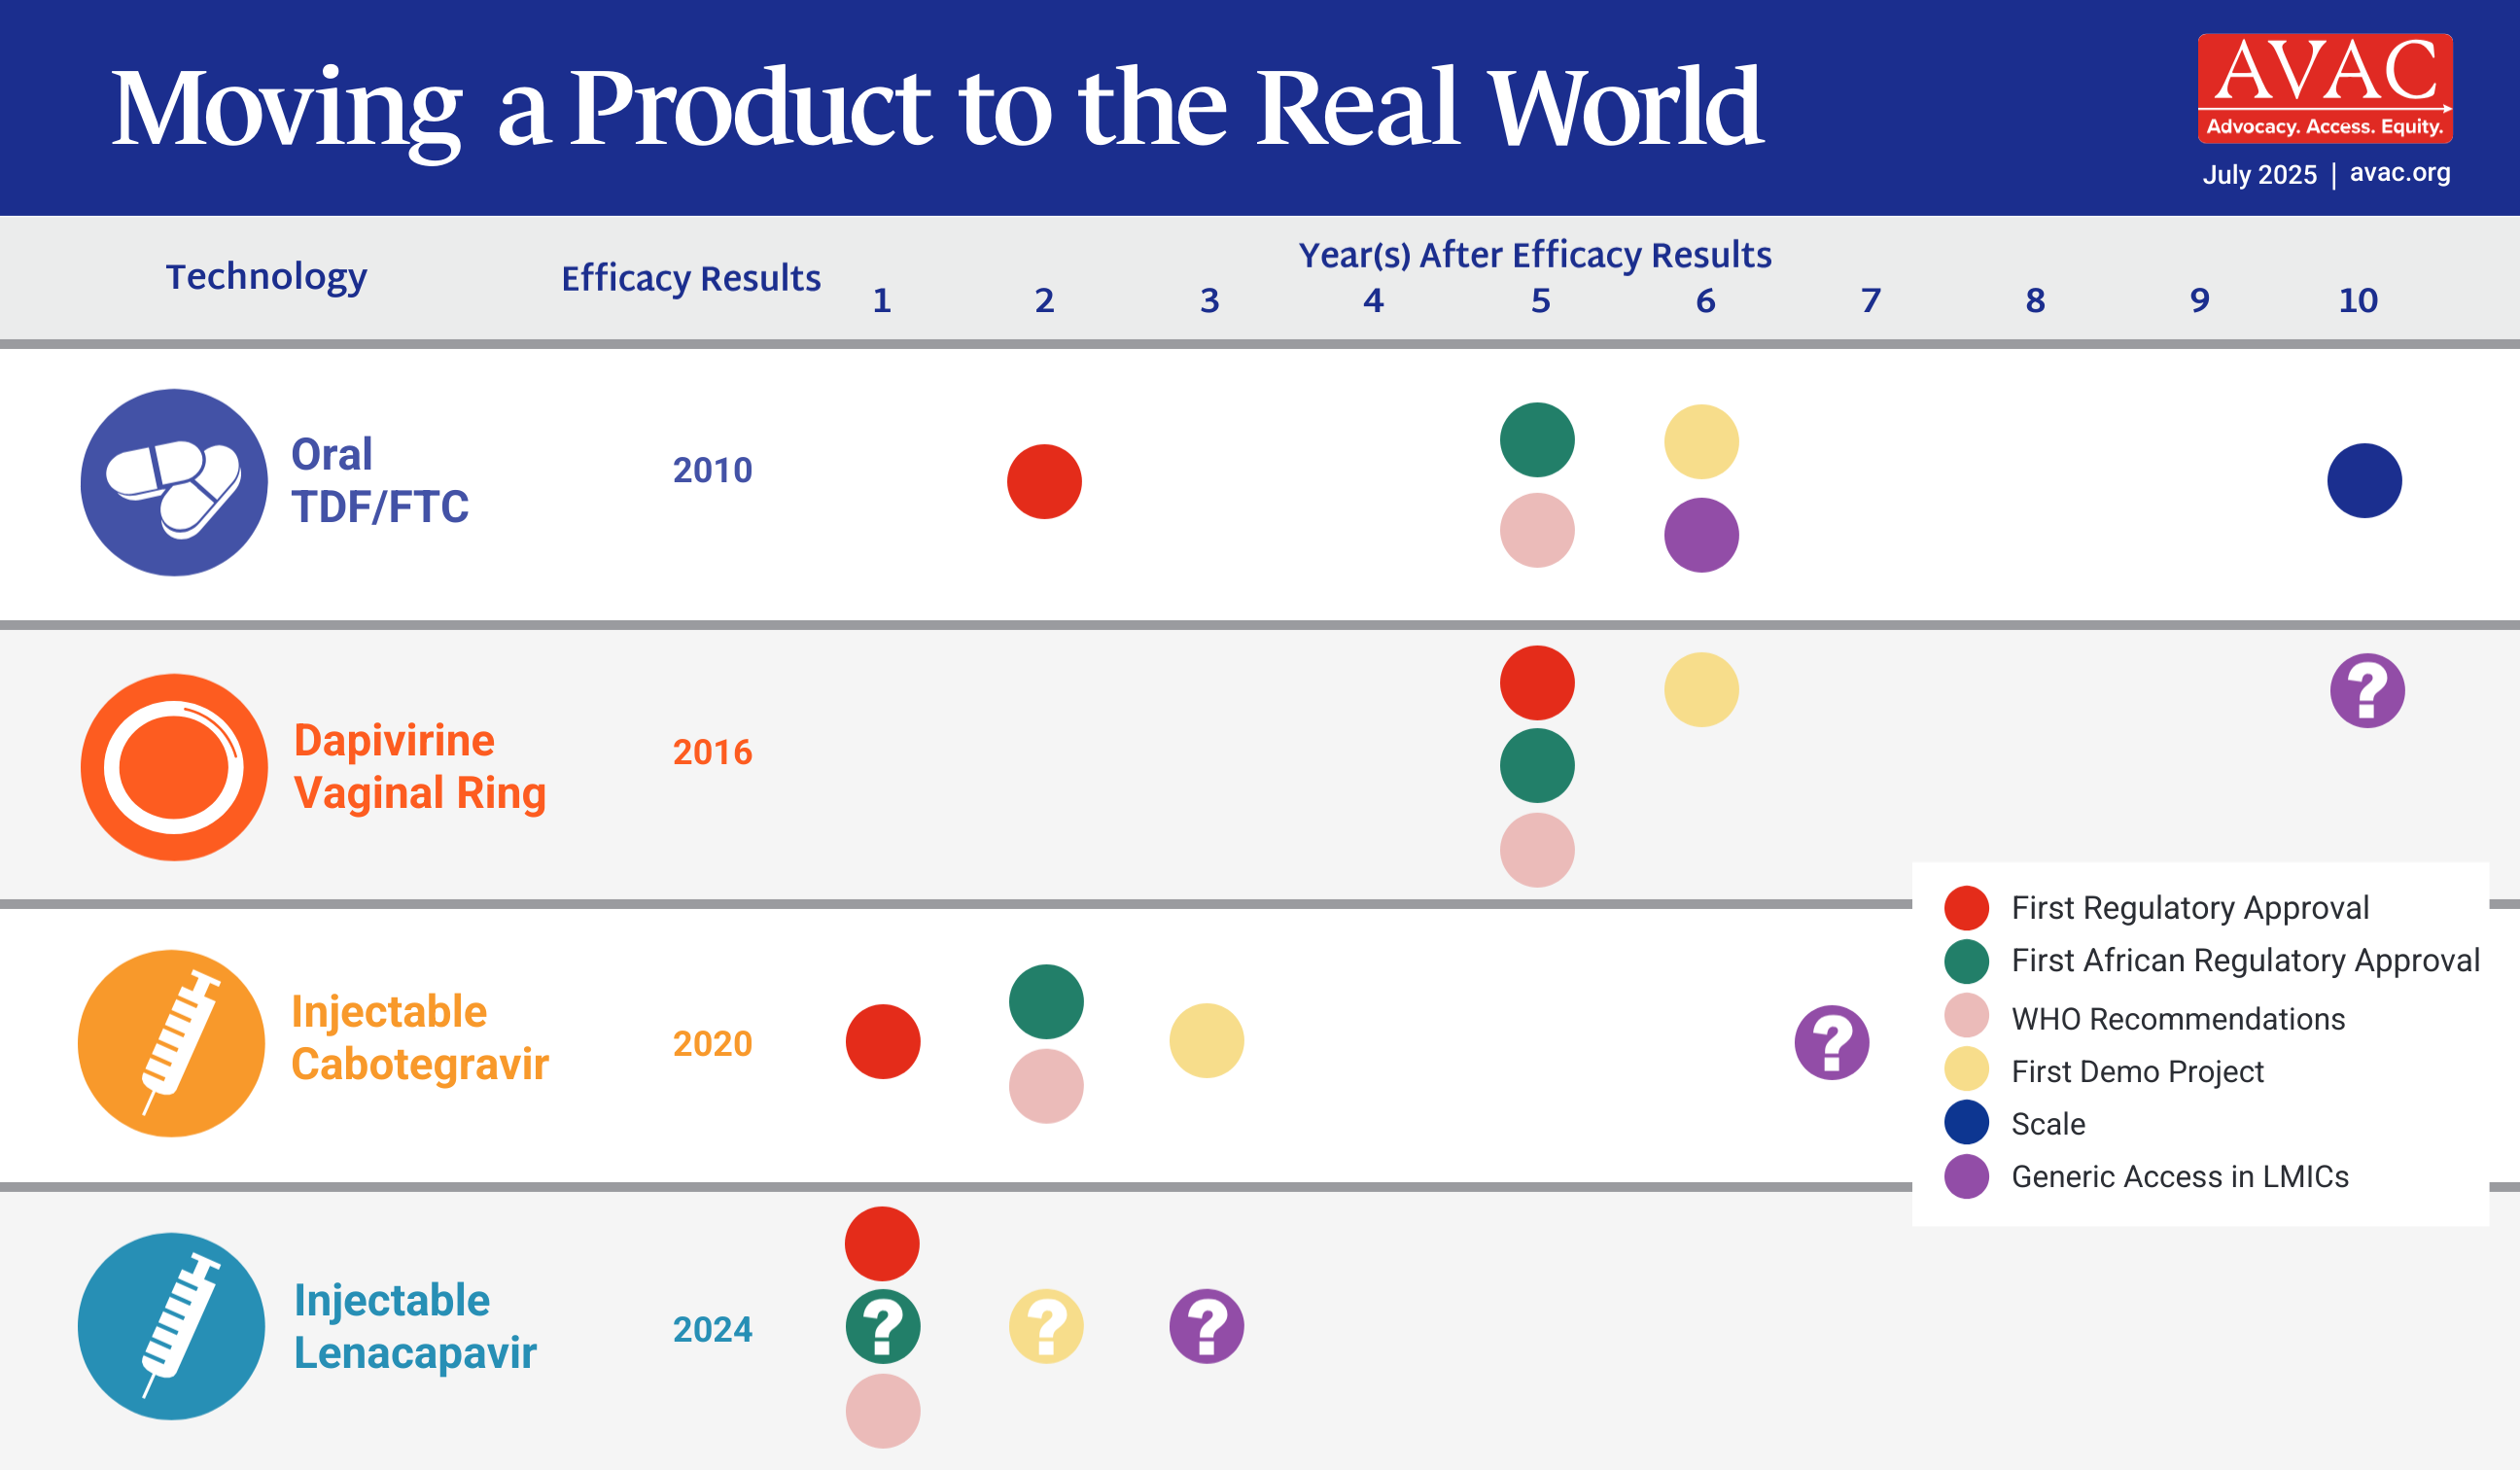 Moving a Product to the Real World
AVAC
Advocacy. Access. Equity.
July 2025 | avac.org
Technology
Efficacy Results
Year(s) After Efficacy Results
1 2 3 4 5 6 7 8 9 10
Oral
TDF/FTC
2010
Dapivirine
Vaginal Ring
2016
?
Injectable
Cabotegravir
2020
?
Injectable
Lenacapavir
2024
? ? ?
First Regulatory Approval
First African Regulatory Approval
WHO Recommendations
First Demo Project
Scale
Generic Access in LMICs